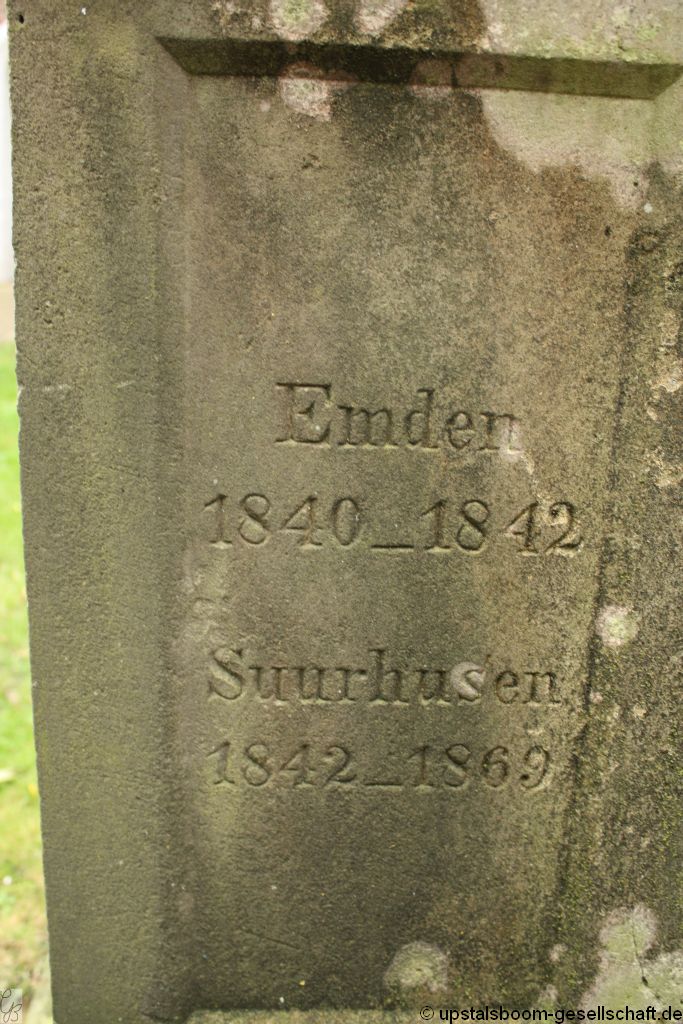 Emden
1840_1842
Suurhusen
1842_1869
© upstalsboom-gesellschaft.de